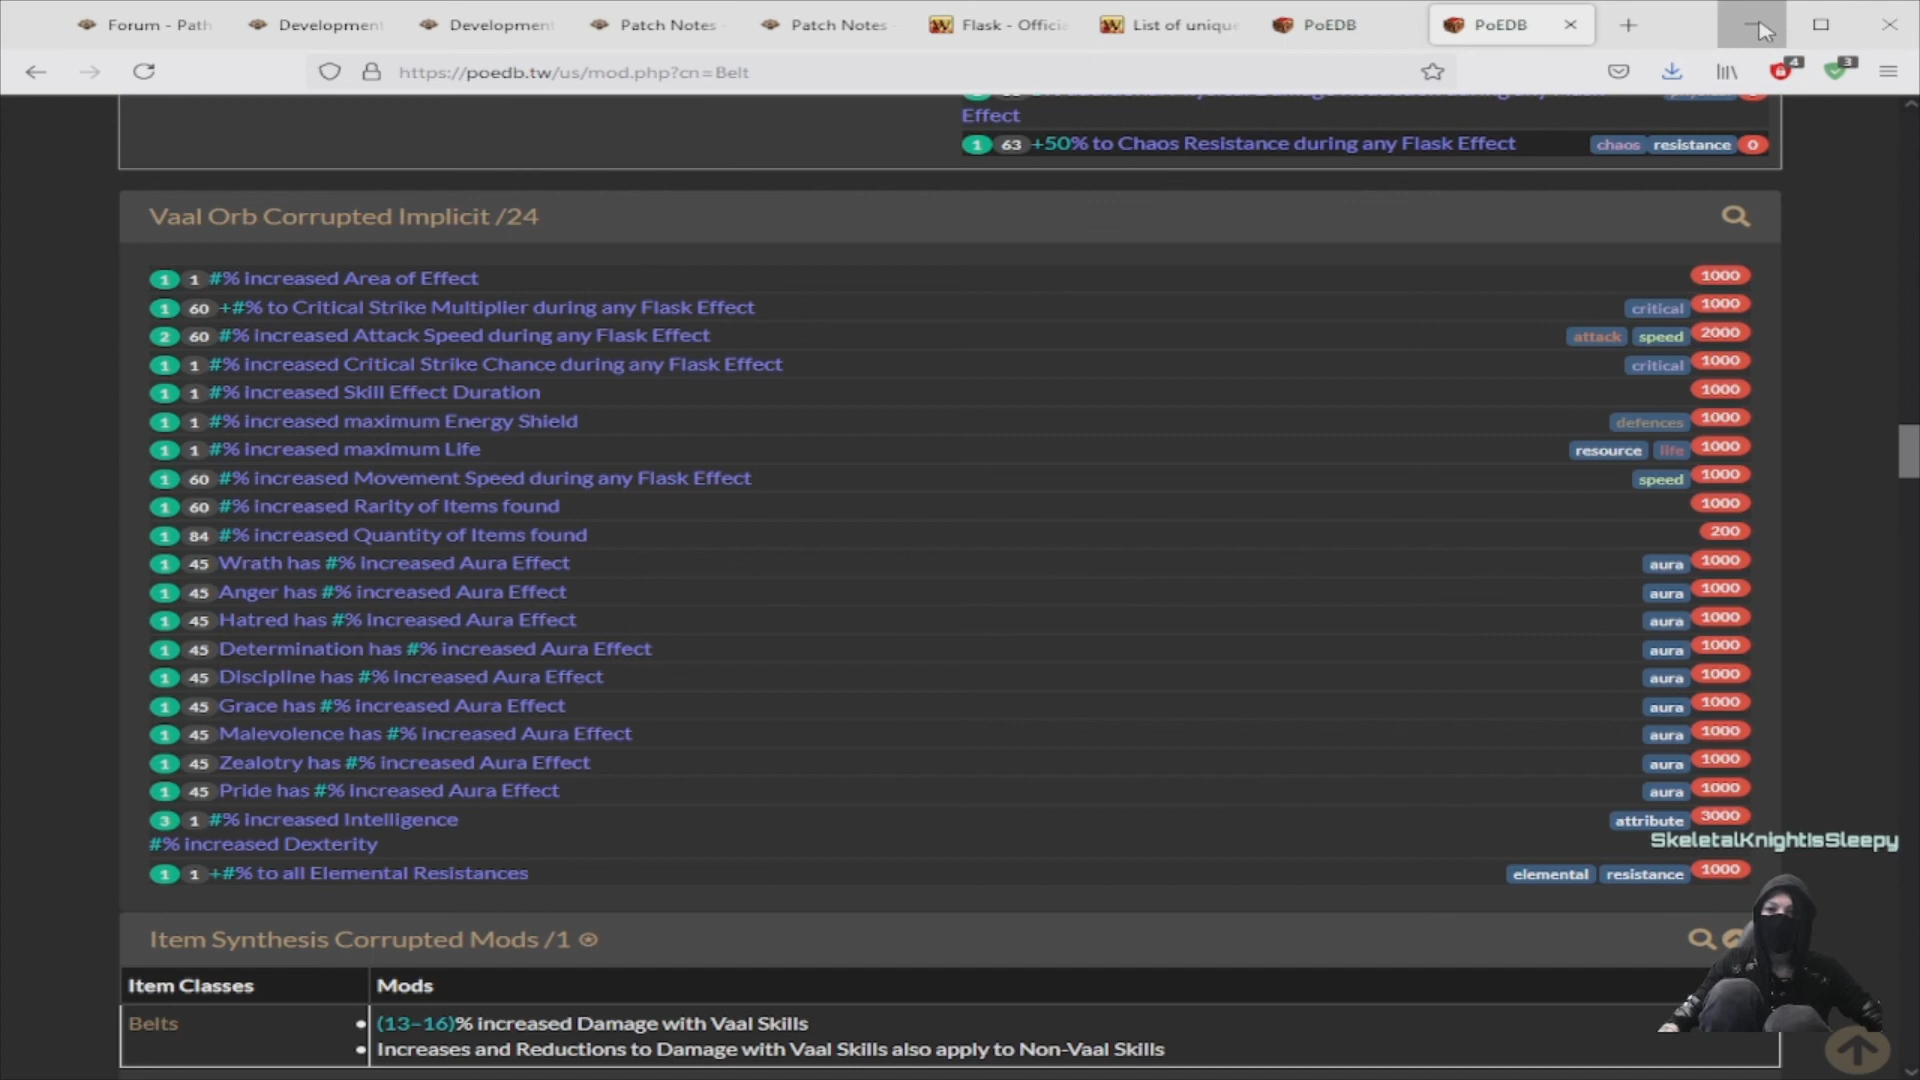 Forum - Path
Development
Development
Patch Notes
Patch Notes
Flask - Officia
List of unique
PoEDB
PoEDB
https://poedb.tw/us/mod.php?cn=Belt
4
3
Effect
1 63 +50% to Chaos Resistance during any Flask Effect chaos resistance 0
Vaal Orb Corrupted Implicit /24
1 1 #% increased Area of Effect 1000
1 60 +#% to Critical Strike Multiplier during any Flask Effect critical 1000
2 60 #% increased Attack Speed during any Flask Effect attack speed 2000
1 1 #% increased Critical Strike Chance during any Flask Effect critical 1000
1 1 #% increased Skill Effect Duration 1000
1 1 #% increased maximum Energy Shield defences 1000
1 1 #% increased maximum Life resource life 1000
1 60 #% increased Movement Speed during any Flask Effect speed 1000
1 60 #% increased Rarity of Items found 1000
1 84 #% increased Quantity of Items found 200
1 45 Wrath has #% increased Aura Effect aura 1000
1 45 Anger has #% increased Aura Effect aura 1000
1 45 Hatred has #% increased Aura Effect aura 1000
1 45 Determination has #% increased Aura Effect aura 1000
1 45 Discipline has #% increased Aura Effect aura 1000
1 45 Grace has #% increased Aura Effect aura 1000
1 45 Malevolence has #% increased Aura Effect aura 1000
1 45 Zealotry has #% increased Aura Effect aura 1000
1 45 Pride has #% increased Aura Effect aura 1000
3 1 #% increased Intelligence attribute 3000
#% increased Dexterity
SkeletalKnightIsSleepy
1 1 +#% to all Elemental Resistances elemental resistance 1000
Item Synthesis Corrupted Mods /1
Item Classes Mods
Belts • (13–16)% increased Damage with Vaal Skills
• Increases and Reductions to Damage with Vaal Skills also apply to Non-Vaal Skills